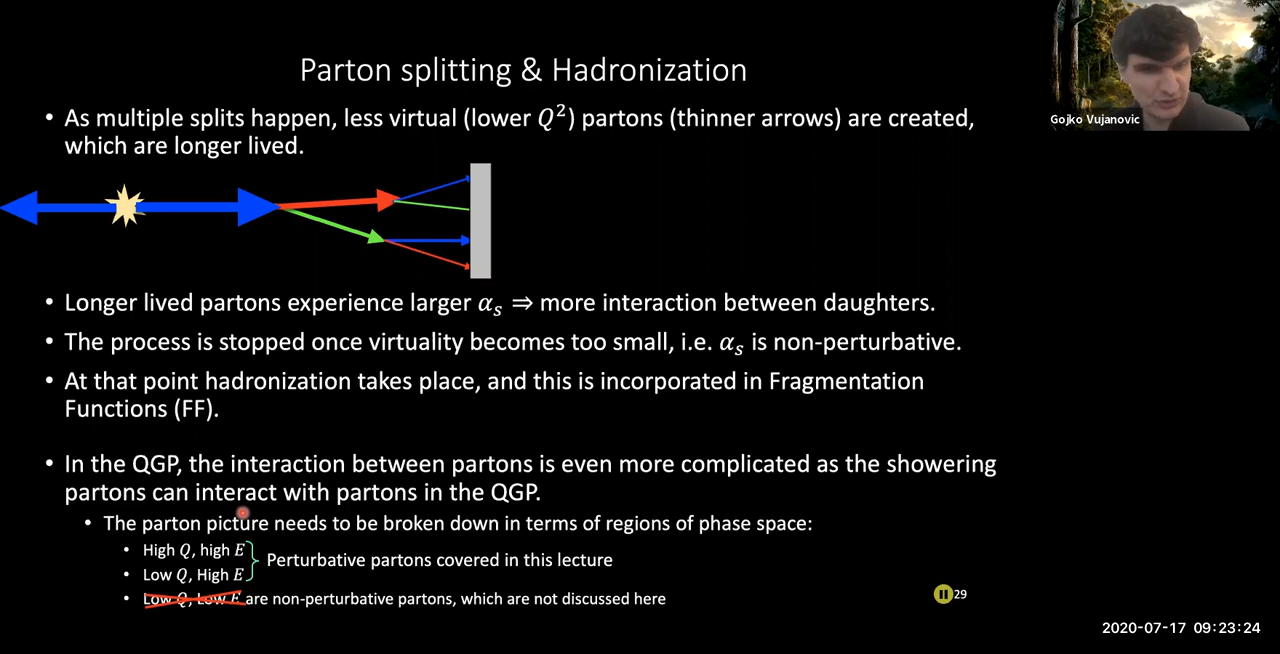 Parton splitting & Hadronization
• As multiple splits happen, less virtual (lower Q²) partons (thinner arrows) are created,
which are longer lived.
Gojko Vujanovic
• Longer lived partons experience larger αₛ ⇒ more interaction between daughters.
• The process is stopped once virtuality becomes too small, i.e. αₛ is non-perturbative.
• At that point hadronization takes place, and this is incorporated in Fragmentation
Functions (FF).
• In the QGP, the interaction between partons is even more complicated as the showering
partons can interact with partons in the QGP.
• The parton picture needs to be broken down in terms of regions of phase space:
• High Q, high E
• Low Q, High E
Perturbative partons covered in this lecture
• Low Q, Low E are non-perturbative partons, which are not discussed here
29
2020-07-17 09:23:24